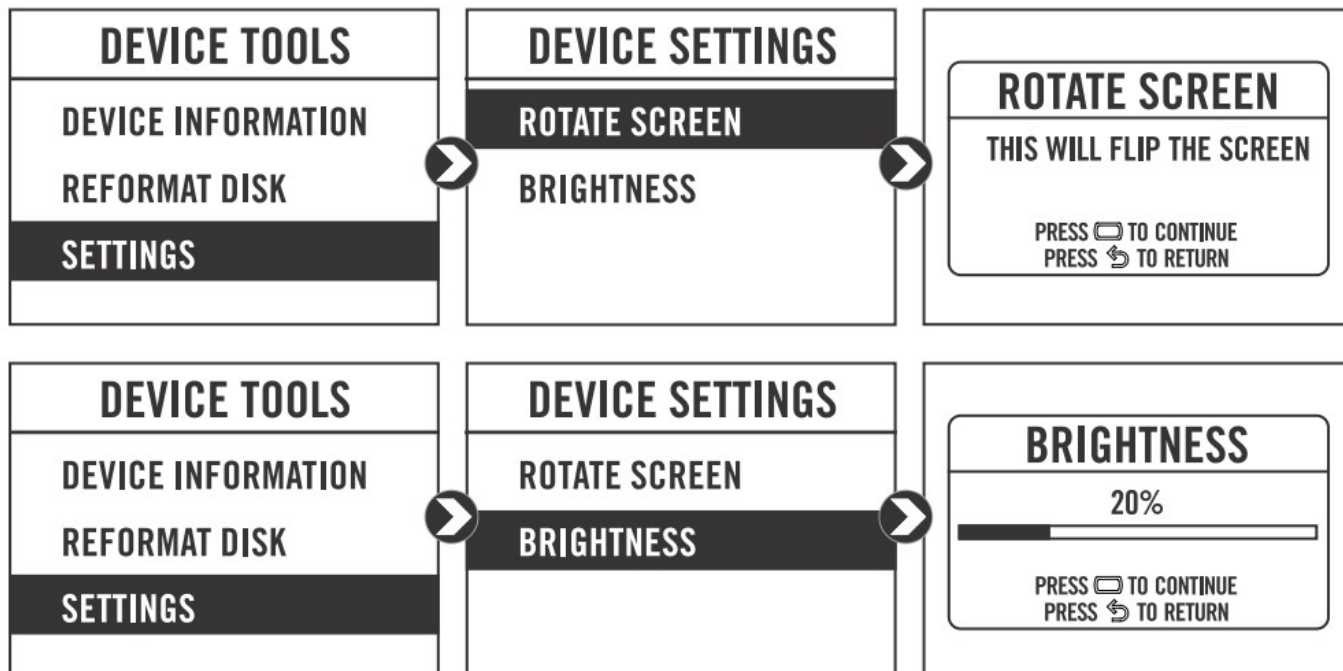 DEVICE TOOLS
DEVICE INFORMATION
REFORMAT DISK
SETTINGS
DEVICE SETTINGS
ROTATE SCREEN
BRIGHTNESS
ROTATE SCREEN
THIS WILL FLIP THE SCREEN
PRESS TO CONTINUE
PRESS TO RETURN
DEVICE TOOLS
DEVICE INFORMATION
REFORMAT DISK
SETTINGS
DEVICE SETTINGS
ROTATE SCREEN
BRIGHTNESS
BRIGHTNESS
20%
PRESS TO CONTINUE
PRESS TO RETURN